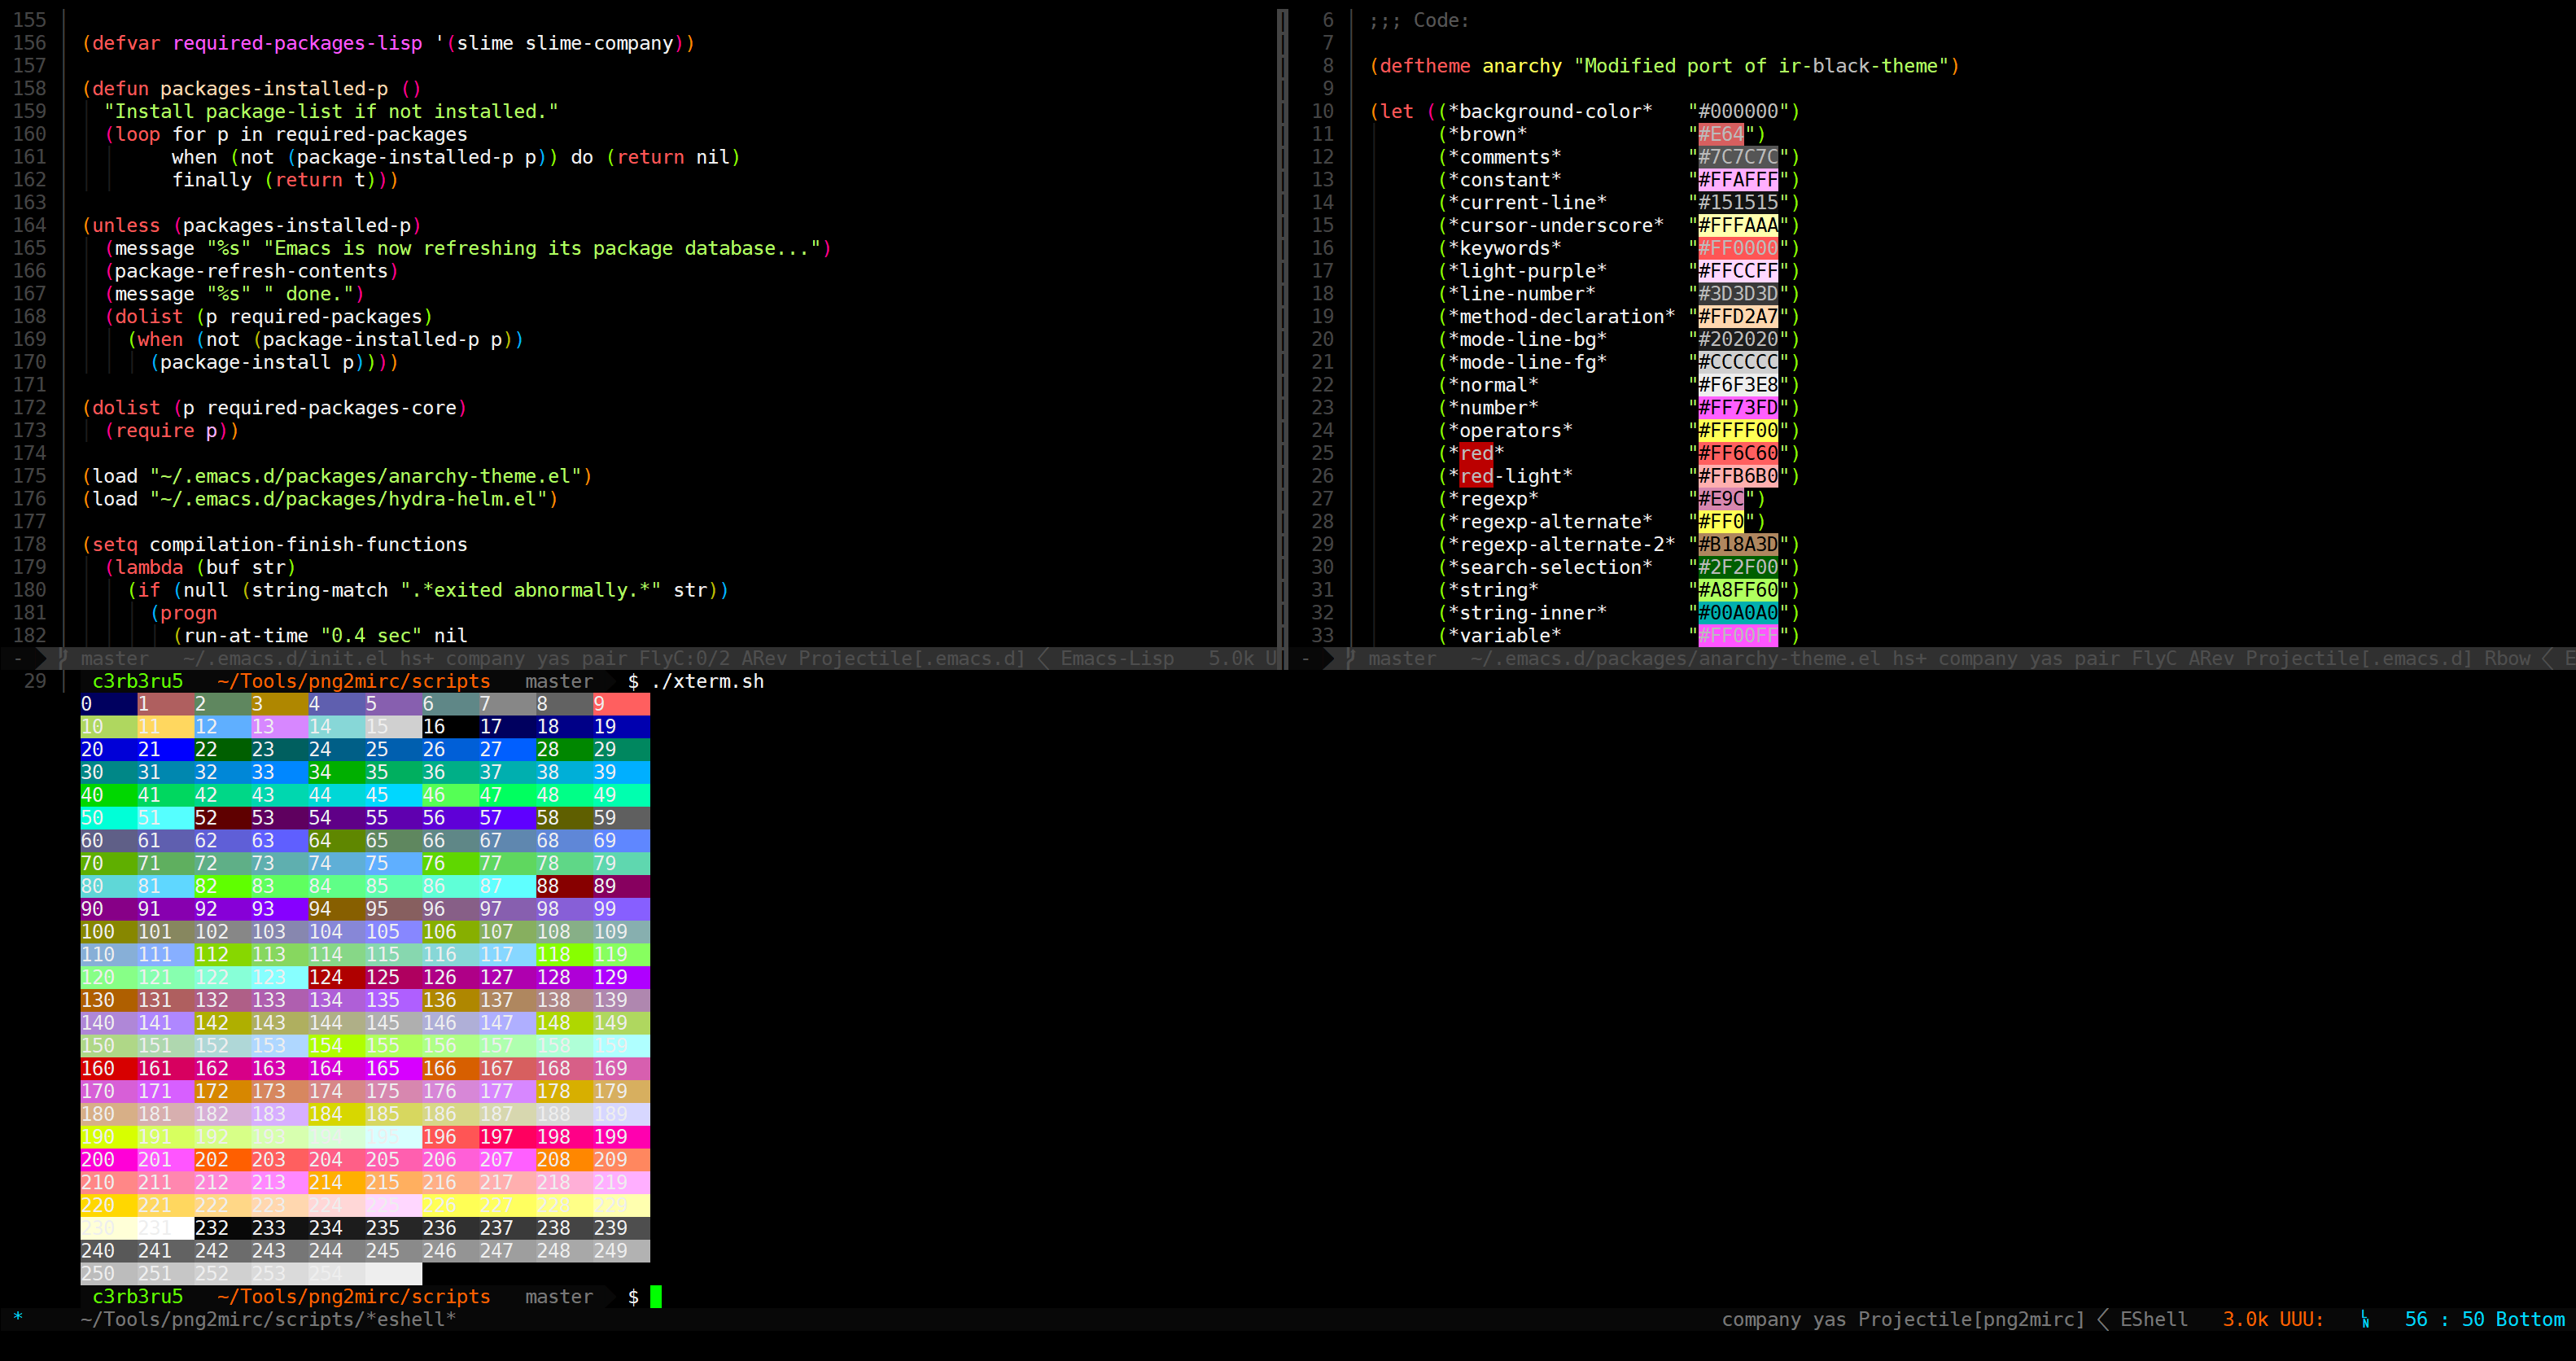 155
156 (defvar required-packages-lisp '(slime slime-company))
157
158 (defun packages-installed-p ()
159 "Install package-list if not installed."
160 (loop for p in required-packages
161 when (not (package-installed-p p)) do (return nil)
162 finally (return t)))
163
164 (unless (packages-installed-p)
165 (message "%s" "Emacs is now refreshing its package database...")
166 (package-refresh-contents)
167 (message "%s" " done.")
168 (dolist (p required-packages)
169 (when (not (package-installed-p p))
170 (package-install p))))
171
172 (dolist (p required-packages-core)
173 (require p))
174
175 (load "~/.emacs.d/packages/anarchy-theme.el")
176 (load "~/.emacs.d/packages/hydra-helm.el")
177
178 (setq compilation-finish-functions
179 (lambda (buf str)
180 (if (null (string-match ".*exited abnormally.*" str))
181 (progn
182 (run-at-time "0.4 sec" nil
- master ~/.emacs.d/init.el hs+ company yas pair FlyC:0/2 ARev Projectile[.emacs.d] Emacs-Lisp 5.0k U
6 ;;; Code:
7
8 (deftheme anarchy "Modified port of ir-black-theme")
9
10 (let ((*background-color* "#000000")
11 (*brown* "#E64")
12 (*comments* "#7C7C7C")
13 (*constant* "#FFAFFF")
14 (*current-line* "#151515")
15 (*cursor-underscore* "#FFFAAA")
16 (*keywords* "#FF0000")
17 (*light-purple* "#FFCCFF")
18 (*line-number* "#3D3D3D")
19 (*method-declaration* "#FFD2A7")
20 (*mode-line-bg* "#202020")
21 (*mode-line-fg* "#CCCCCC")
22 (*normal* "#F6F3E8")
23 (*number* "#FF73FD")
24 (*operators* "#FFFF00")
25 (*red* "#FF6C60")
26 (*red-light* "#FFB6B0")
27 (*regexp* "#E9C")
28 (*regexp-alternate* "#FF0")
29 (*regexp-alternate-2* "#B18A3D")
30 (*search-selection* "#2F2F00")
31 (*string* "#A8FF60")
32 (*string-inner* "#00A0A0")
33 (*variable* "#FF00FF")
- master ~/.emacs.d/packages/anarchy-theme.el hs+ company yas pair FlyC ARev Projectile[.emacs.d] Rbow E
29 c3rb3ru5 ~/Tools/png2mirc/scripts master $ ./xterm.sh
0 1 2 3 4 5 6 7 8 9
10 11 12 13 14 15 16 17 18 19
20 21 22 23 24 25 26 27 28 29
30 31 32 33 34 35 36 37 38 39
40 41 42 43 44 45 46 47 48 49
50 51 52 53 54 55 56 57 58 59
60 61 62 63 64 65 66 67 68 69
70 71 72 73 74 75 76 77 78 79
80 81 82 83 84 85 86 87 88 89
90 91 92 93 94 95 96 97 98 99
100 101 102 103 104 105 106 107 108 109
110 111 112 113 114 115 116 117 118 119
120 121 122 123 124 125 126 127 128 129
130 131 132 133 134 135 136 137 138 139
140 141 142 143 144 145 146 147 148 149
150 151 152 153 154 155 156 157 158 159
160 161 162 163 164 165 166 167 168 169
170 171 172 173 174 175 176 177 178 179
180 181 182 183 184 185 186 187 188 189
190 191 192 193 195 196 197 198 199
200 201 202 203 204 205 206 207 208 209
210 211 212 213 214 215 216 217 218 219
220 221 222 223 224 225 226 227 228 229
230 231 232 233 234 235 236 237 238 239
240 241 242 243 244 245 246 247 248 249
250 251 252 253 254
c3rb3ru5 ~/Tools/png2mirc/scripts master $
* ~/Tools/png2mirc/scripts/*eshell* company yas Projectile[png2mirc] EShell 3.0k UUU: LN 56 : 50 Bottom